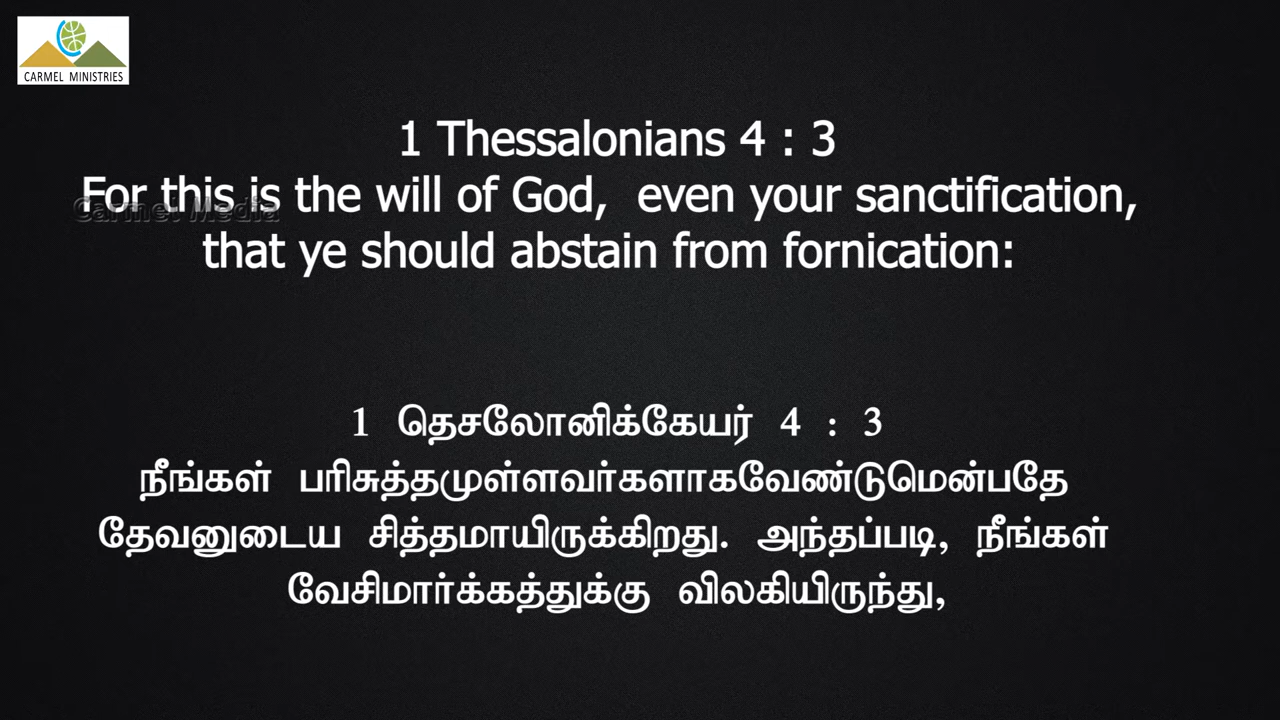 CARMEL MINISTRIES
1 Thessalonians 4 : 3
For this is the will of God, even your sanctification,
Carmel Media
that ye should abstain from fornication:
1 தெசலோனிக்கேயர் 4 : 3
நீங்கள் பரிசுத்தமுள்ளவர்களாகவேண்டுமென்பதே
தேவனுடைய சித்தமாயிருக்கிறது. அந்தப்படி, நீங்கள்
வேசிமார்க்கத்துக்கு விலகியிருந்து,